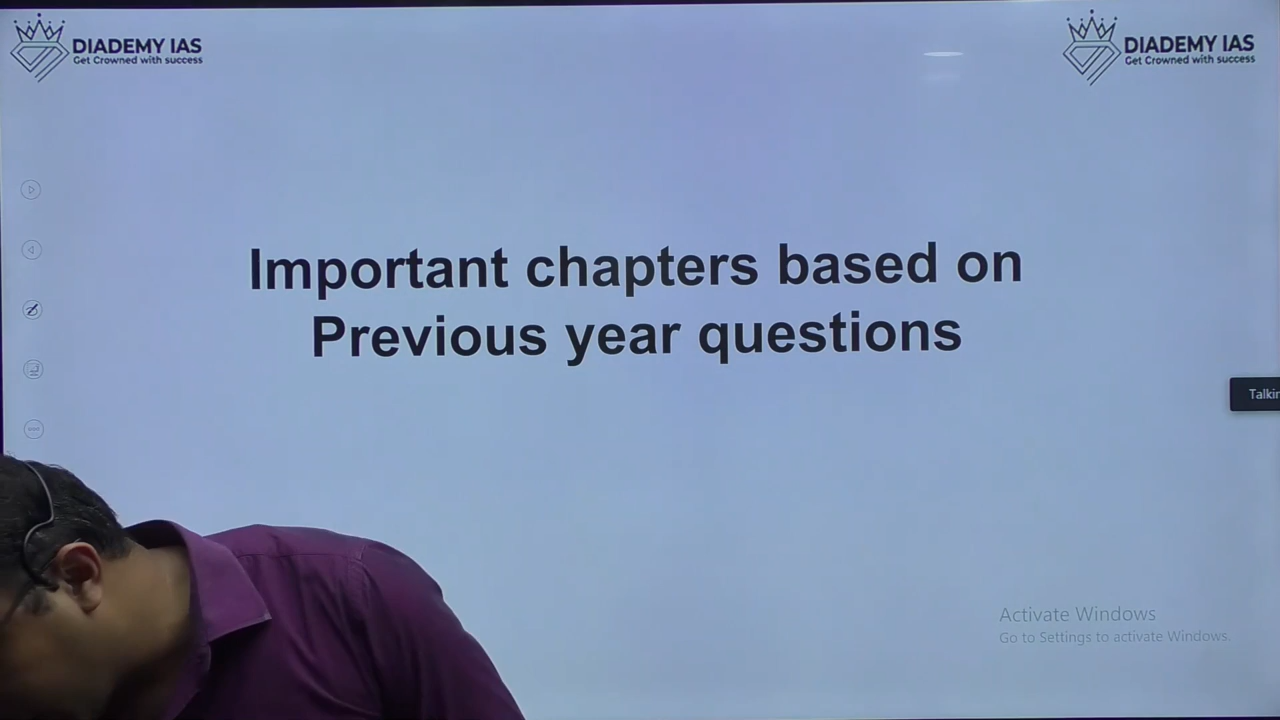 DIADEMY IAS
Get Crowned with success
DIADEMY IAS
Get Crowned with success
Important chapters based on
Previous year questions
Activate Windows
Go to Settings to activate Windows.